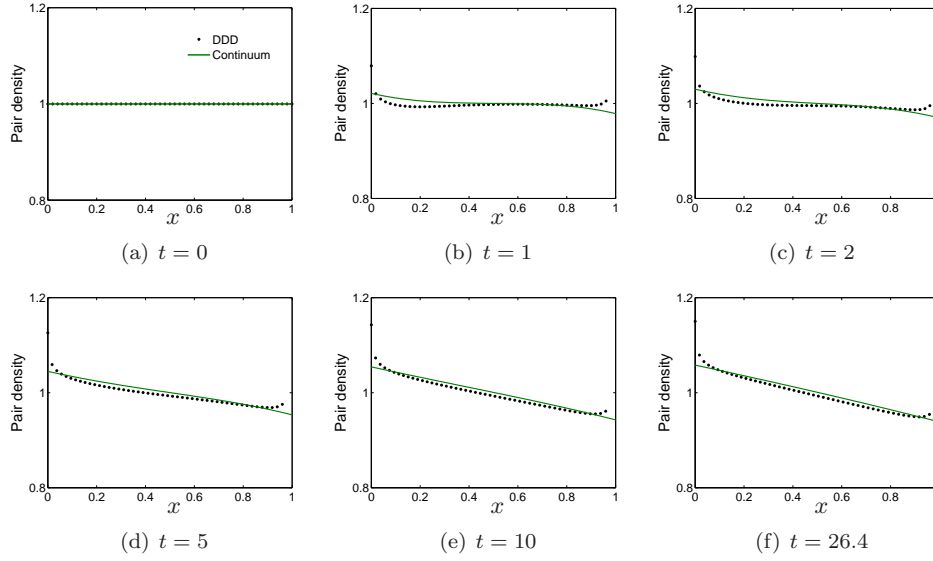 1.2
DDD
Continuum
Pair density
1
0.8
0 0.2 0.4 0.6 0.8 1
x
(a) t = 0
1.2
Pair density
1
0.8
0 0.2 0.4 0.6 0.8 1
x
(b) t = 1
1.2
Pair density
1
0.8
0 0.2 0.4 0.6 0.8
x
(c) t = 2
1.2
Pair density
1
0.8
0 0.2 0.4 0.6 0.8 1
x
(d) t = 5
1.2
Pair density
1
0.8
0 0.2 0.4 0.6 0.8 1
x
(e) t = 10
1.2
Pair density
1
0.8
0 0.2 0.4 0.6 0.8
x
(f) t = 26.4